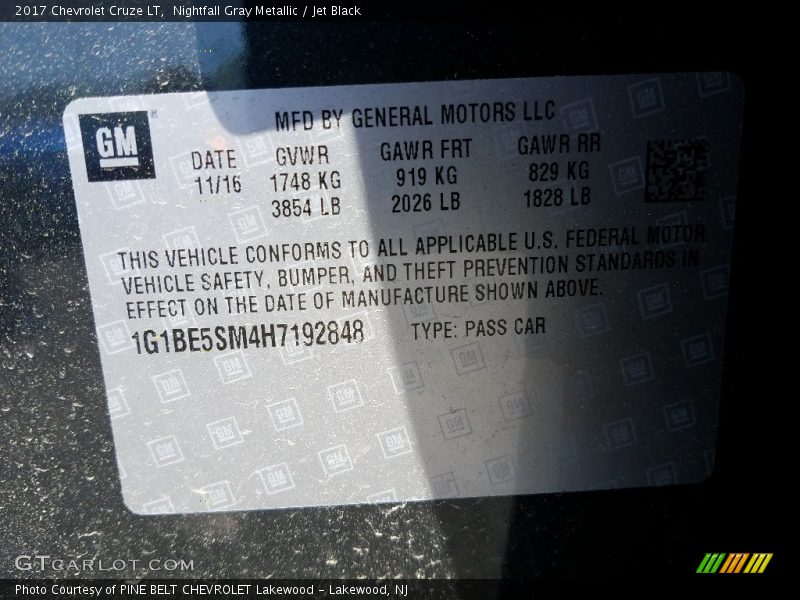 2017 Chevrolet Cruze LT, Nightfall Gray Metallic / Jet Black
GM ®
MFD BY GENERAL MOTORS LLC
DATE GVWR GAWR FRT GAWR RR
11/16 1748 KG 919 KG 829 KG
3854 LB 2026 LB 1828 LB
THIS VEHICLE CONFORMS TO ALL APPLICABLE U.S. FEDERAL MOTOR
VEHICLE SAFETY, BUMPER, AND THEFT PREVENTION STANDARDS IN
EFFECT ON THE DATE OF MANUFACTURE SHOWN ABOVE.
1G1BE5SM4H7192848 TYPE: PASS CAR
GTCARLOT.COM
Photo Courtesy of PINE BELT CHEVROLET Lakewood - Lakewood, NJ